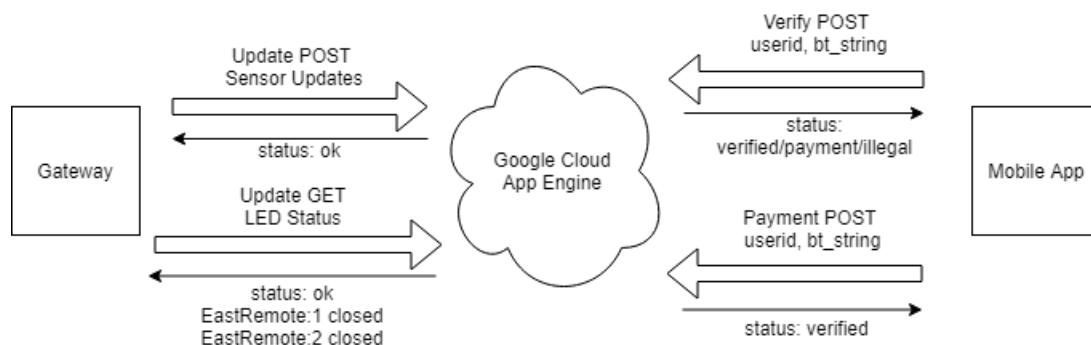 Update POST
Sensor Updates
status: ok
Gateway
Update GET
LED Status
status: ok
EastRemote:1 closed
EastRemote:2 closed
Google Cloud
App Engine
Verify POST
userid, bt_string
status:
verified/payment/illegal
Mobile App
Payment POST
userid, bt_string
status: verified